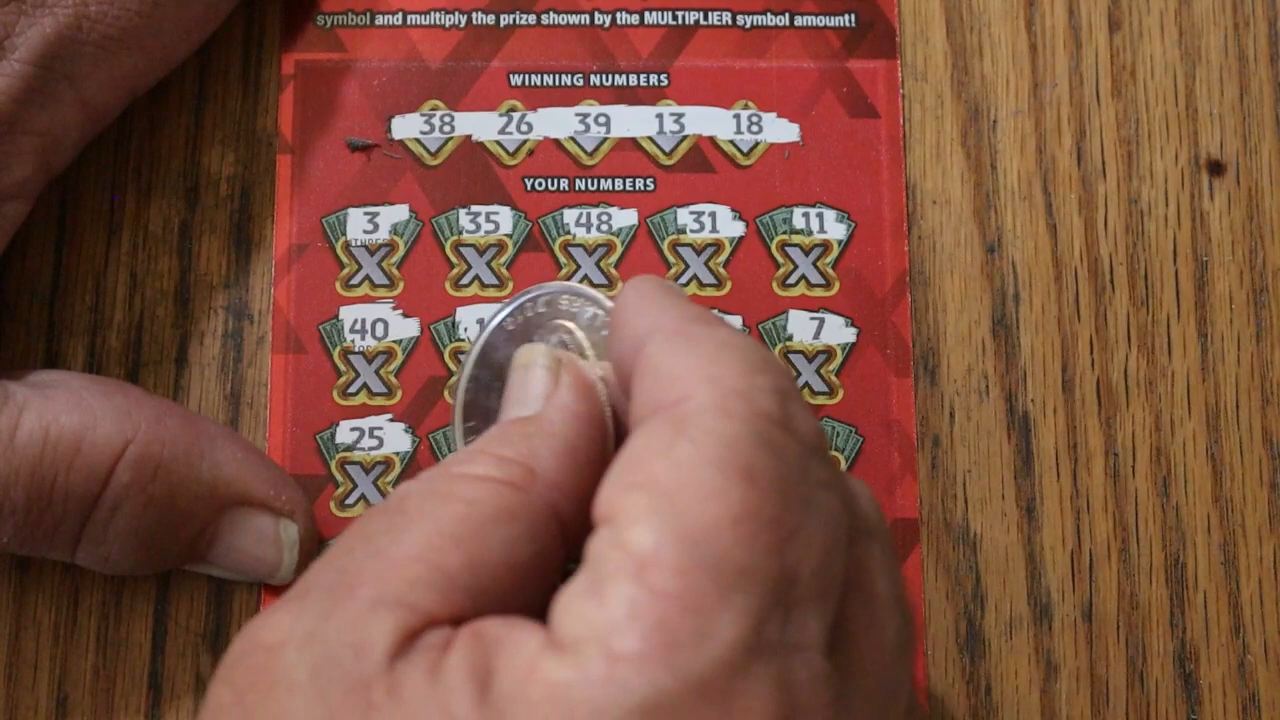 symbol and multiply the prize shown by the MULTIPLIER symbol amount!
WINNING NUMBERS
38 26 39 13 18
YOUR NUMBERS
3 35 48 31 11
X X X X X
40 7
X X
25
X